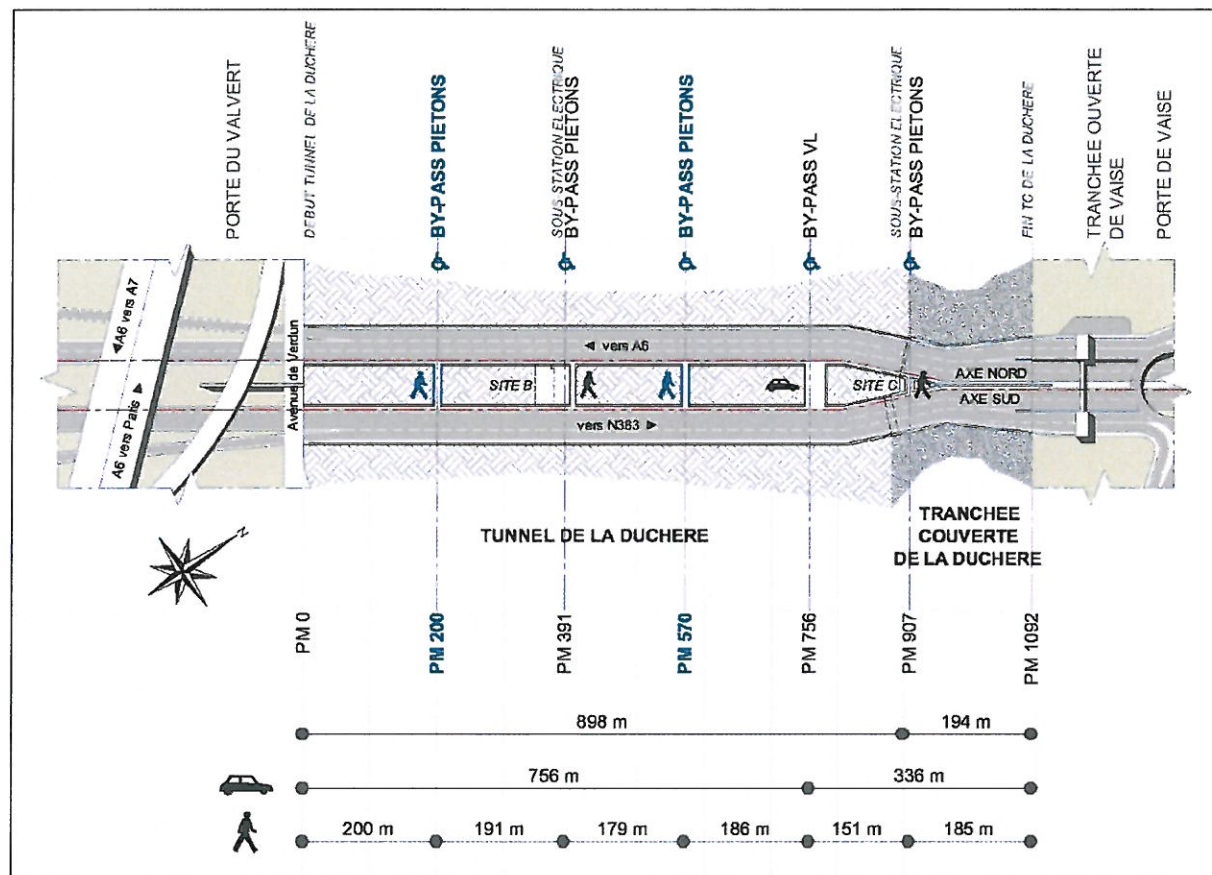 PORTE DU VALVERT
DEBUT TUNNEL DE LA DUCHERE
BY-PASS PIETONS
SOUS-STATION ELECTRIQUE
BY-PASS PIETONS
BY-PASS PIETONS
BY-PASS VL
SOUS-STATION ELECTRIQUE
BY-PASS PIETONS
FIN TC DE LA DUCHERE
TRANCHEE OUVERTE
DE VAISE
PORTE DE VAISE
A6 vers A7
A6 vers Paris
Avenue de Verdun
vers A6
SITE B
SITE C
AXE NORD
AXE SUD
vers N383
N
TUNNEL DE LA DUCHERE
TRANCHEE
COUVERTE
DE LA DUCHERE
PM 0
PM 200
PM 391
PM 570
PM 756
PM 907
PM 1092
898 m
194 m
756 m
336 m
200 m
191 m
179 m
186 m
151 m
185 m